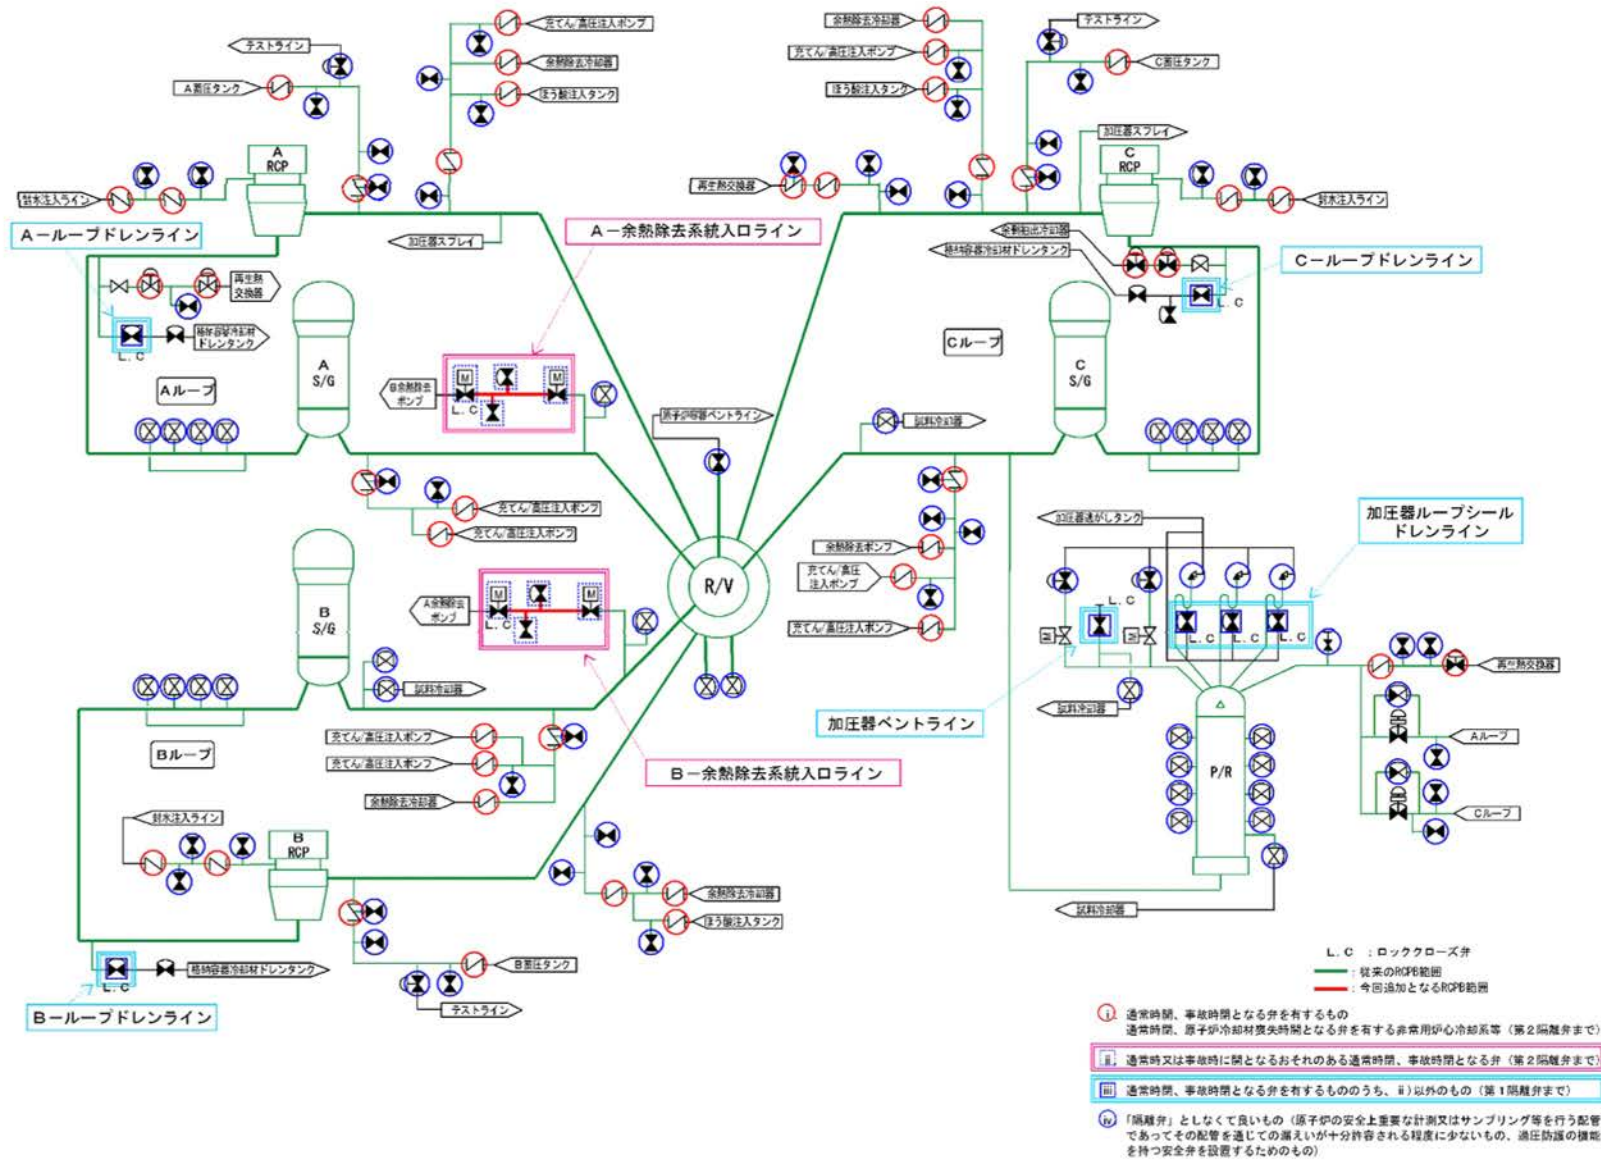 充てん/高圧注入ポンプ
余熱除去冷却器
ほう酸注入タンク
テストライン
A蓄圧タンク
余熱除去冷却器
充てん/高圧注入ポンプ
ほう酸注入タンク
テストライン
C蓄圧タンク
加圧器スプレイ
A
RCP
封水注入ライン
再生熱交換器
C
RCP
封水注入ライン
A-ループドレンライン
加圧器スプレイ
A-余熱除去系統入口ライン
余剰抽出冷却器
格納容器冷却材ドレンタンク
C-ループドレンライン
再生熱
交換器
格納容器冷却材
ドレンタンク
L.C
L.C
Aループ
A
S/G
B余熱除去
ポンプ
M
M
L.C
原子炉容器ベントライン
Cループ
C
S/G
試料冷却器
充てん/高圧注入ポンプ
充てん/高圧注入ポンプ
余熱除去ポンプ
充てん/高圧
注入ポンプ
充てん/高圧注入ポンプ
加圧器逃がしタンク
加圧器ループシール
ドレンライン
B
S/G
A余熱除去
ポンプ
M
M
L.C
R/V
L.C
M
M
L.C
L.C
L.C
再生熱交換器
試料冷却器
試料冷却器
加圧器ベントライン
Bループ
充てん/高圧注入ポンプ
充てん/高圧注入ポンプ
余熱除去冷却器
B-余熱除去系統入口ライン
P/R
Aループ
Cループ
封水注入ライン
B
RCP
余熱除去冷却器
ほう酸注入タンク
試料冷却器
格納容器冷却材ドレンタンク
L.C
B蓄圧タンク
テストライン
B-ループドレンライン
L.C :ロッククローズ弁
:従来のRCPB範囲
:今回追加となるRCPB範囲
i 通常時開、事故時閉となる弁を有するもの
通常時閉、原子炉冷却材喪失時開となる弁を有する非常用炉心冷却系等(第2隔離弁まで)
ii 通常時又は事故時に開となるおそれのある通常時閉、事故時閉となる弁(第2隔離弁まで)
iii 通常時閉、事故時閉となる弁を有するもののうち、ii)以外のもの(第1隔離弁まで)
iv 「隔離弁」としなくて良いもの(原子炉の安全上重要な計測又はサンプリング等を行う配管
であってその配管を通じての漏えいが十分許容される程度に少ないもの、過圧防護の機能
を持つ安全弁を設置するためのもの)